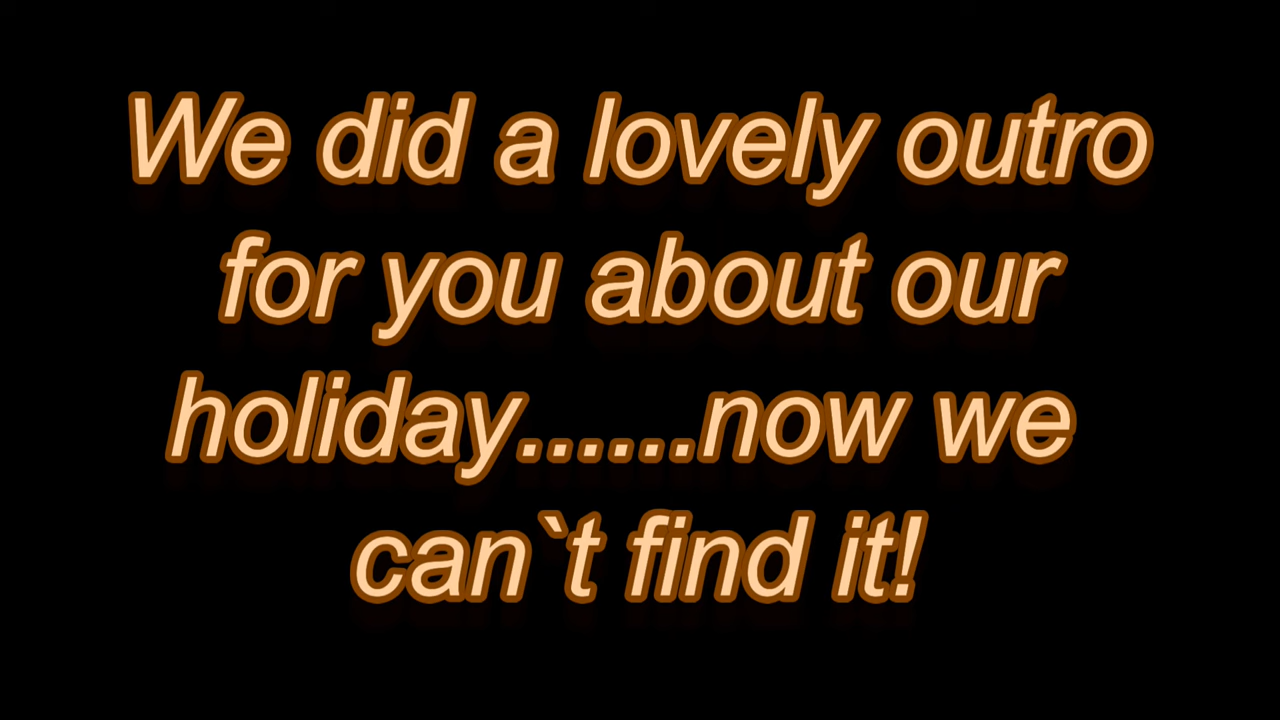 We did a lovely outro
for you about our
holiday......now we
can`t find it!